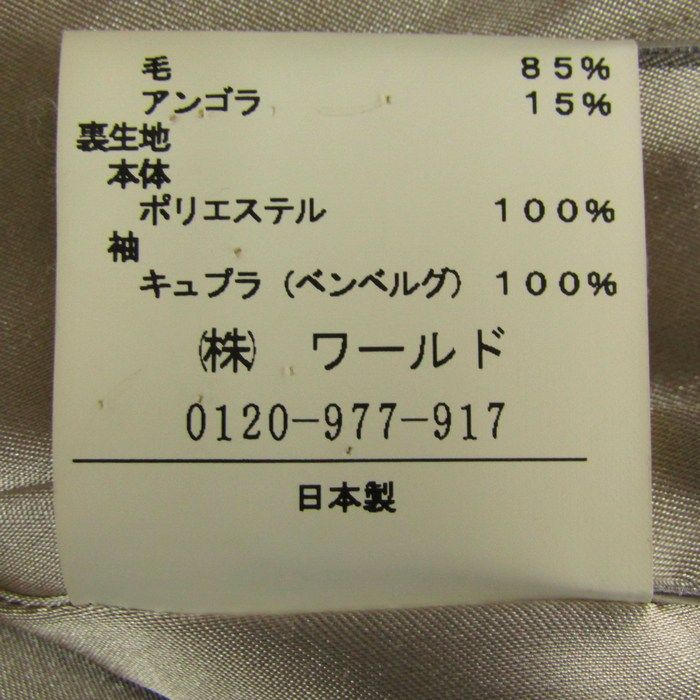 毛 85%
アンゴラ 15%
裏生地
本体
ポリエステル 100%
袖
キュプラ(ベンベルグ) 100%
㈱ ワールド
0120-977-917
日本製